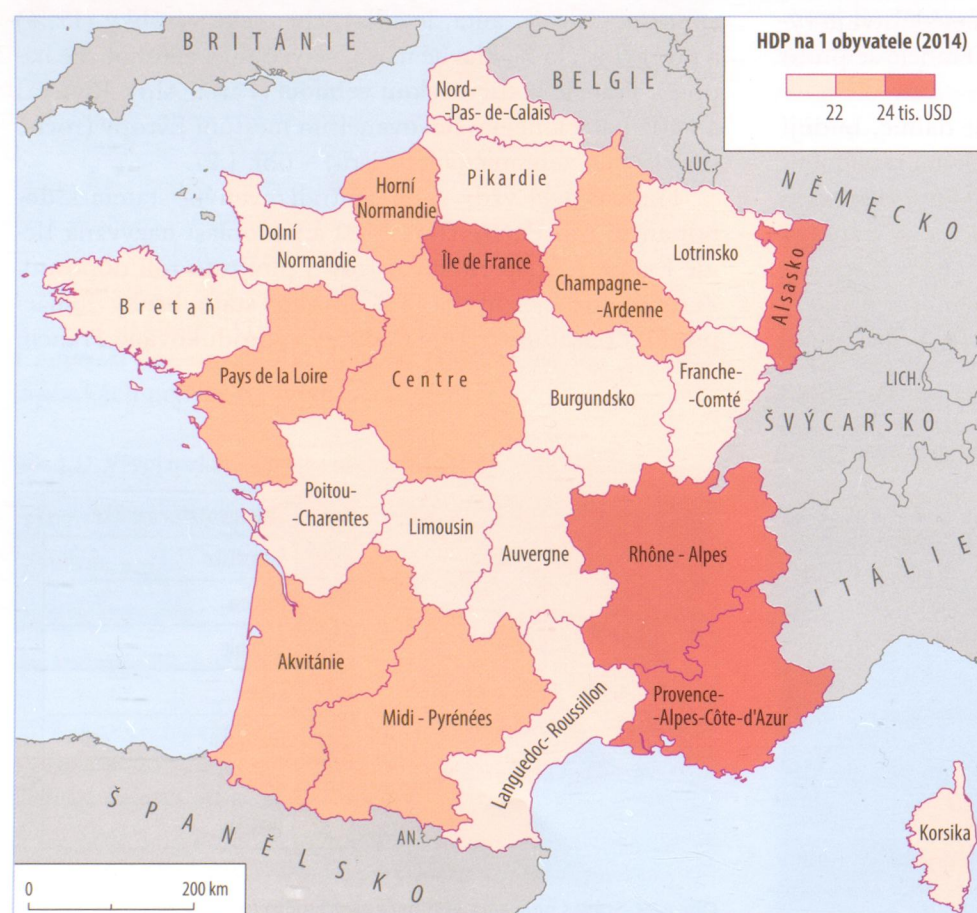 HDP na 1 obyvatele (2014)
22
24 tis. USD
BRITÁNIE
BELGIE
LUC.
NĚMECKO
LICH.
ŠVÝCARSKO
ITÁLIE
ŠPANĚLSKO
AN.
Nord-
-Pas- de-Calais
Pikardie
Horní
Normandie
Dolní
Normandie
Île de France
Champagne-
-Ardenne
Lotrinsko
Alsasko
Bretaň
Pays de la Loire
Centre
Burgundsko
Franche-
-Comté
Poitou-
-Charentes
Limousin
Auvergne
Rhône - Alpes
Akvitánie
Midi - Pyrénées
Languedoc- Roussillon
Provence-
-Alpes-Côte-d'Azur
Korsika
0
200 km